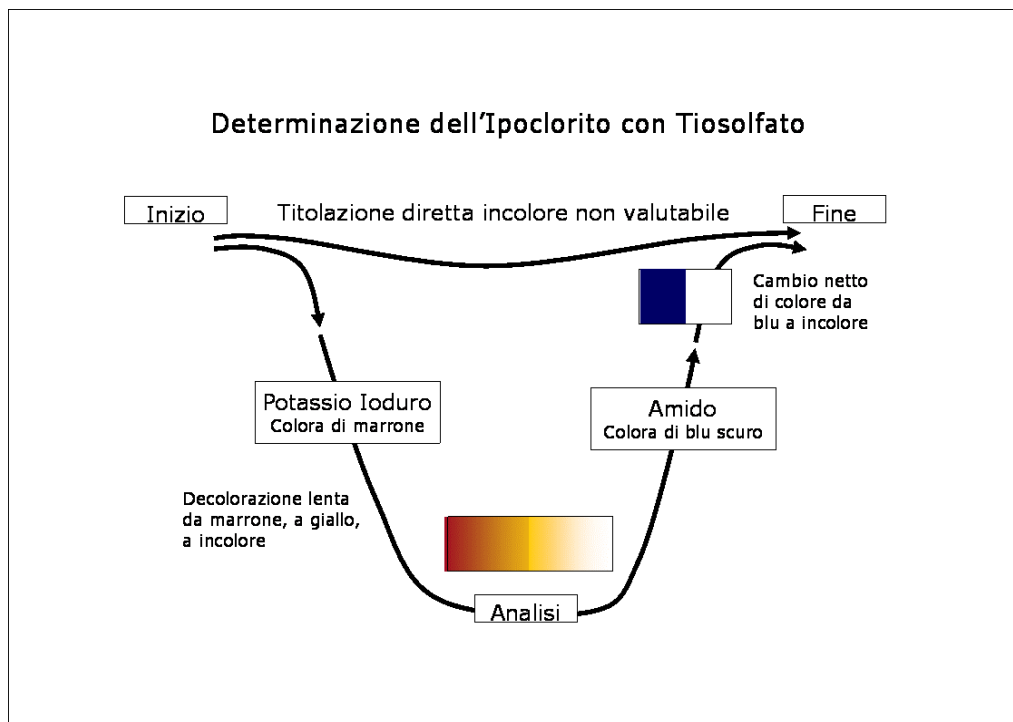 Determinazione dell'Ipoclorito con Tiosolfato
Inizio
Titolazione diretta incolore non valutabile
Fine
Cambio netto
di colore da
blu a incolore
Potassio Ioduro
Colora di marrone
Amido
Colora di blu scuro
Decolorazione lenta
da marrone, a giallo,
a incolore
Analisi